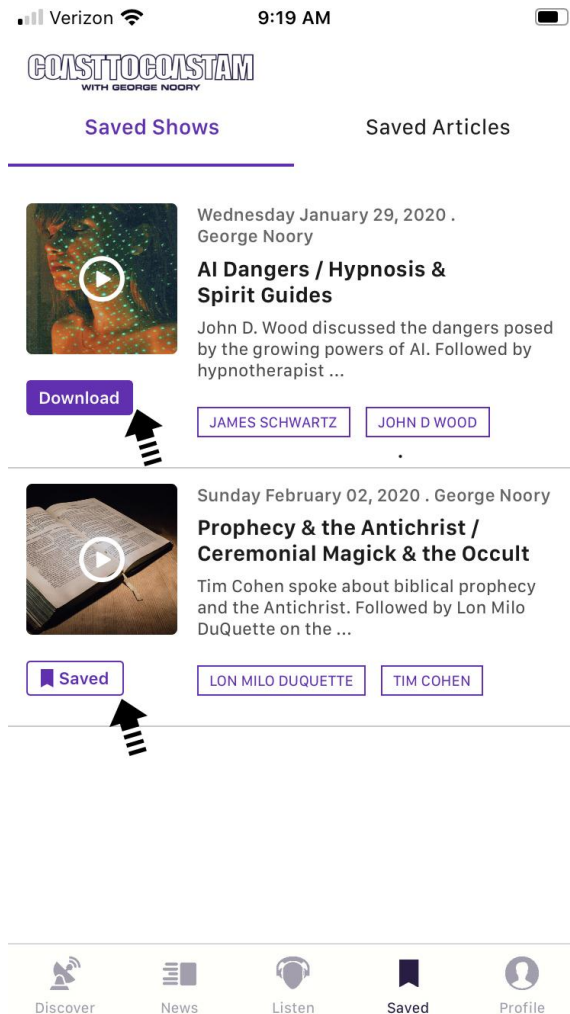 Verizon 9:19 AM
COASTTOCOASTAM
WITH GEORGE NOORY
Saved Shows Saved Articles
Wednesday January 29, 2020 .
George Noory
AI Dangers / Hypnosis &
Spirit Guides
John D. Wood discussed the dangers posed
by the growing powers of AI. Followed by
hypnotherapist ...
Download
JAMES SCHWARTZ JOHN D WOOD
.
Sunday February 02, 2020 . George Noory
Prophecy & the Antichrist /
Ceremonial Magick & the Occult
Tim Cohen spoke about biblical prophecy
and the Antichrist. Followed by Lon Milo
DuQuette on the ...
Saved
LON MILO DUQUETTE TIM COHEN
Discover News Listen Saved Profile